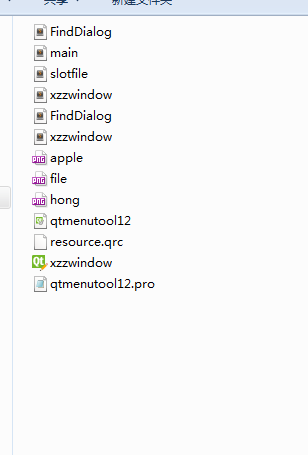 共享
新建文件夹
FindDialog
main
slotfile
xzzwindow
FindDialog
xzzwindow
apple
file
hong
qtmenutool12
resource.qrc
xzzwindow
qtmenutool12.pro